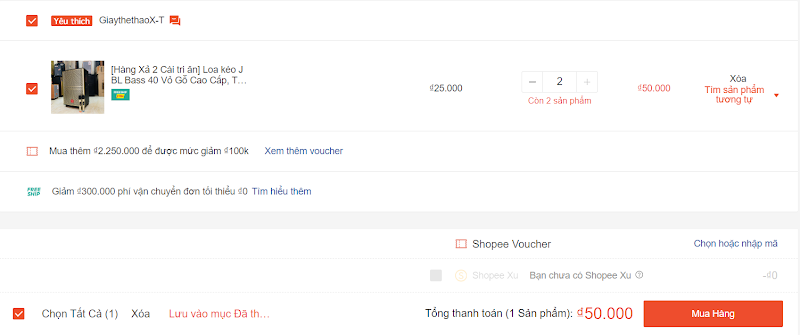 Yêu thích GiaythethaoX-T
[Hàng Xả 2 Cái tri ân] Loa kéo J
BL Bass 40 Vỏ Gỗ Cao Cấp, T...
₫25.000
2
Còn 2 sản phẩm
₫50.000
Xóa
Tìm sản phẩm
tương tự
Mua thêm ₫2.250.000 để được mức giảm ₫100k Xem thêm voucher
FREE
SHIP
Giảm ₫300.000 phí vận chuyển đơn tối thiểu ₫0 Tìm hiểu thêm
Shopee Voucher Chọn hoặc nhập mã
Shopee Xu Bạn chưa có Shopee Xu ? -₫0
Chọn Tất Cả (1) Xóa Lưu vào mục Đã th... Tổng thanh toán (1 Sản phẩm): ₫50.000 Mua Hàng